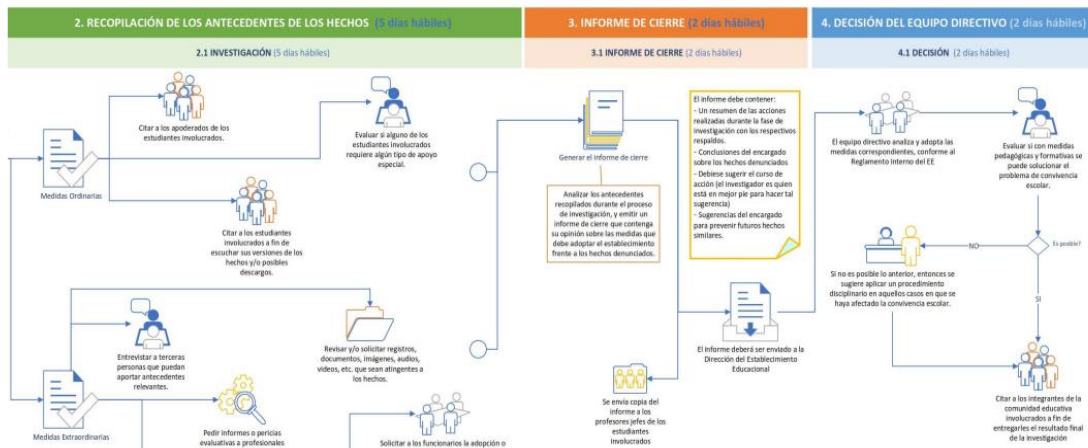 2. RECOPILACIÓN DE LOS ANTECEDENTES DE LOS HECHOS (5 días hábiles)
2.1 INVESTIGACIÓN (5 días hábiles)
Citar a los apoderados de los
estudiantes involucrados.
Evaluar si alguno de los
estudiantes involucrados
requiere algún tipo de apoyo
especial.
Medidas Ordinarias
Citar a los estudiantes
involucrados a fin de
escuchar sus versiones de los
hechos y/o posibles
descargos.
Entrevistar a terceras
personas que puedan
aportar antecedentes
relevantes.
Revisar y/o solicitar registros,
documentos, imágenes, audios,
videos, etc. que sean atingentes a
los hechos.
Medidas Extraordinarias
Pedir informes o pericias
evaluativas a profesionales
Solicitar a los funcionarios la adopción o
3. INFORME DE CIERRE (2 días hábiles)
3.1 INFORME DE CIERRE (2 días hábiles)
Generar el informe de cierre
Analizar los antecedentes
recopilados durante el proceso
de investigación, y emitir un
informe de cierre que contenga
su opinión sobre las medidas que
debe adoptar el establecimiento
frente a los hechos denunciados.
El informe debe contener:
- Un resumen de las acciones
realizadas durante la fase de
investigación con los respectivos
respaldos.
- Conclusiones del encargado
sobre los hechos denunciados
- Debiese sugerir el curso de
acción (el investigador es quien
está en mejor pie para hacer tal
sugerencia)
- Sugerencias del encargado
para prevenir futuros hechos
similares.
El informe deberá ser enviado a la
Dirección del Establecimiento
Educacional
Se envía copia del
informe a los
profesores jefes de los
estudiantes
involucrados
4. DECISIÓN DEL EQUIPO DIRECTIVO (2 días hábiles)
4.1 DECISIÓN (2 días hábiles)
El equipo directivo analiza y adopta las
medidas correspondientes, conforme al
Reglamento Interno del EE
Evaluar si con medidas
pedagógicas y formativas se
puede solucionar el
problema de convivencia
escolar.
Es posible?
NO
SI
Si no es posible lo anterior, entonces se
sugiere aplicar un procedimiento
disciplinario en aquellos casos en que se
haya afectado la convivencia escolar.
Citar a los integrantes de la
comunidad educativa
involucrados a fin de
entregarles el resultado final
de la investigación